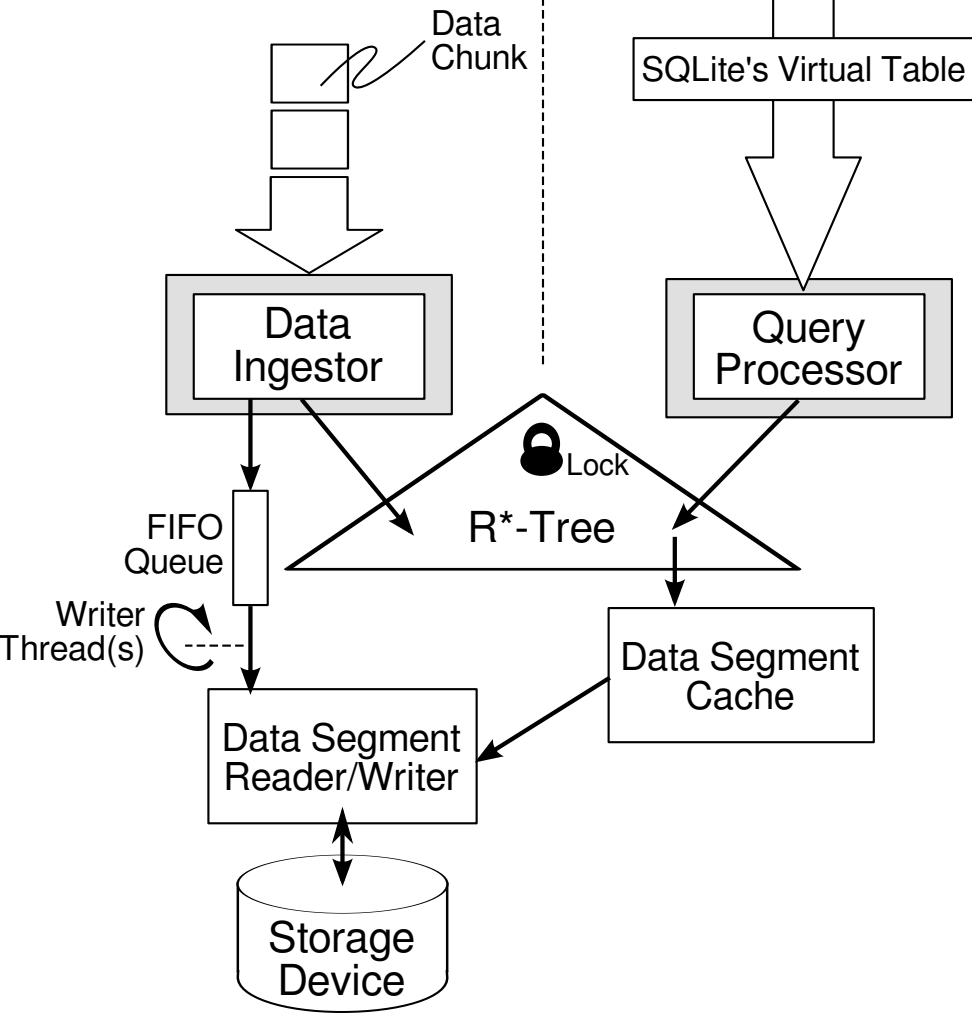 Data
Chunk
SQLite's Virtual Table
Data
Ingestor
Query
Processor
Lock
R*-Tree
FIFO
Queue
Writer
Thread(s)
Data Segment
Cache
Data Segment
Reader/Writer
Storage
Device